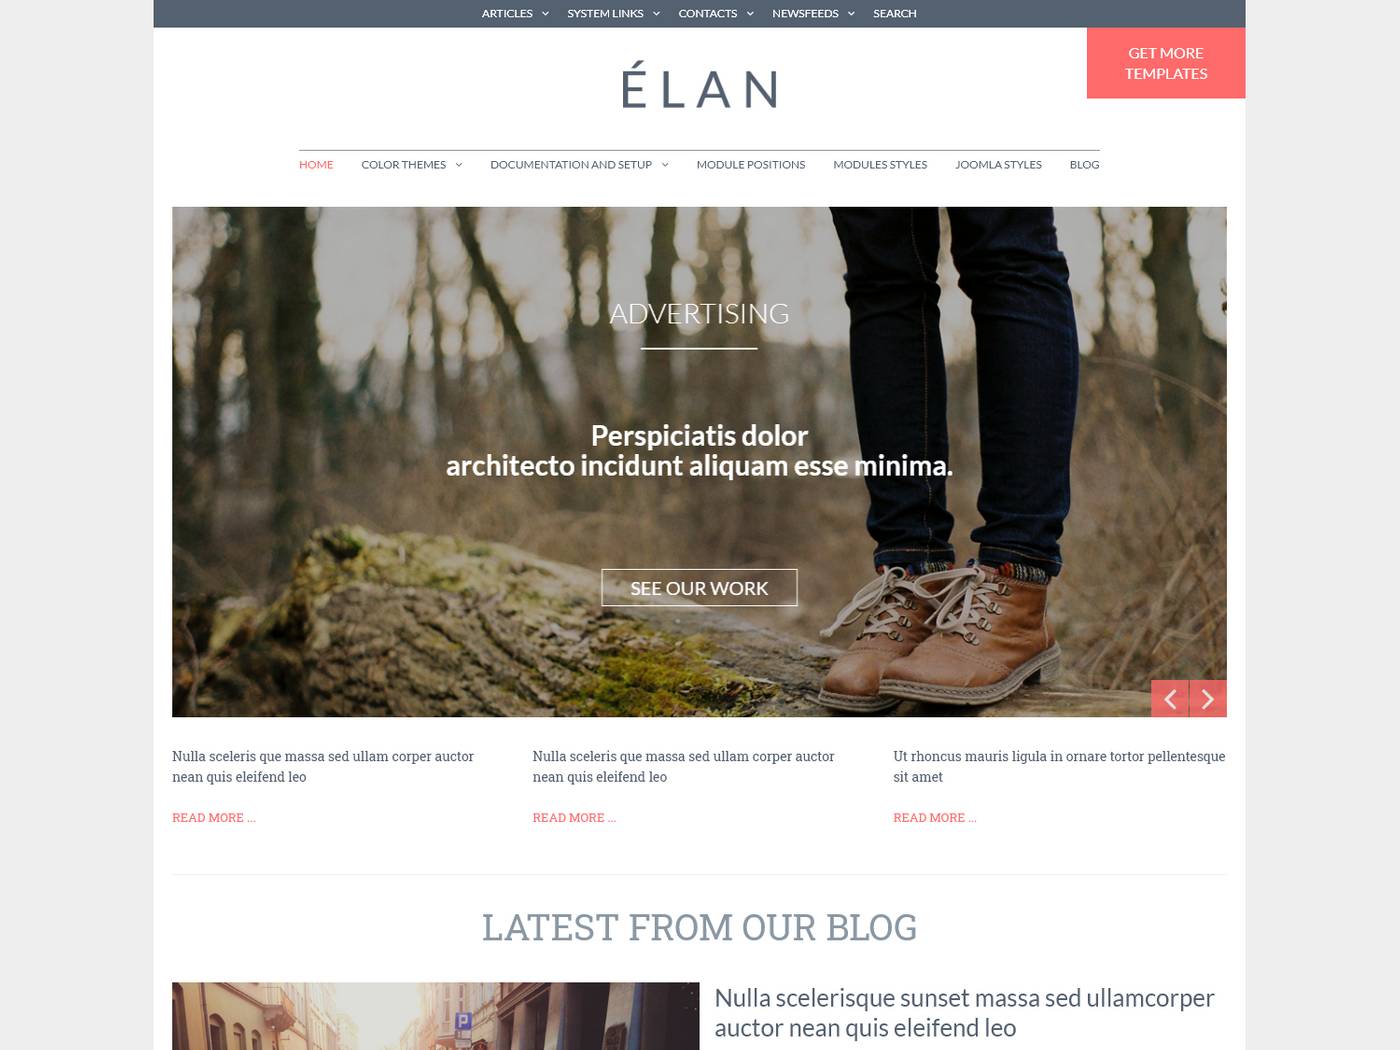 ARTICLES SYSTEM LINKS CONTACTS NEWSFEEDS SEARCH
GET MORE
TEMPLATES
ÉLAN
HOME COLOR THEMES DOCUMENTATION AND SETUP MODULE POSITIONS MODULES STYLES JOOMLA STYLES BLOG
ADVERTISING
Perspiciatis dolor
architecto incidunt aliquam esse minima.
SEE OUR WORK
Nulla sceleris que massa sed ullam corper auctor
nean quis eleifend leo
READ MORE ...
Nulla sceleris que massa sed ullam corper auctor
nean quis eleifend leo
READ MORE ...
Ut rhoncus mauris ligula in ornare tortor pellentesque
sit amet
READ MORE ...
LATEST FROM OUR BLOG
P
Nulla scelerisque sunset massa sed ullamcorper
auctor nean quis eleifend leo